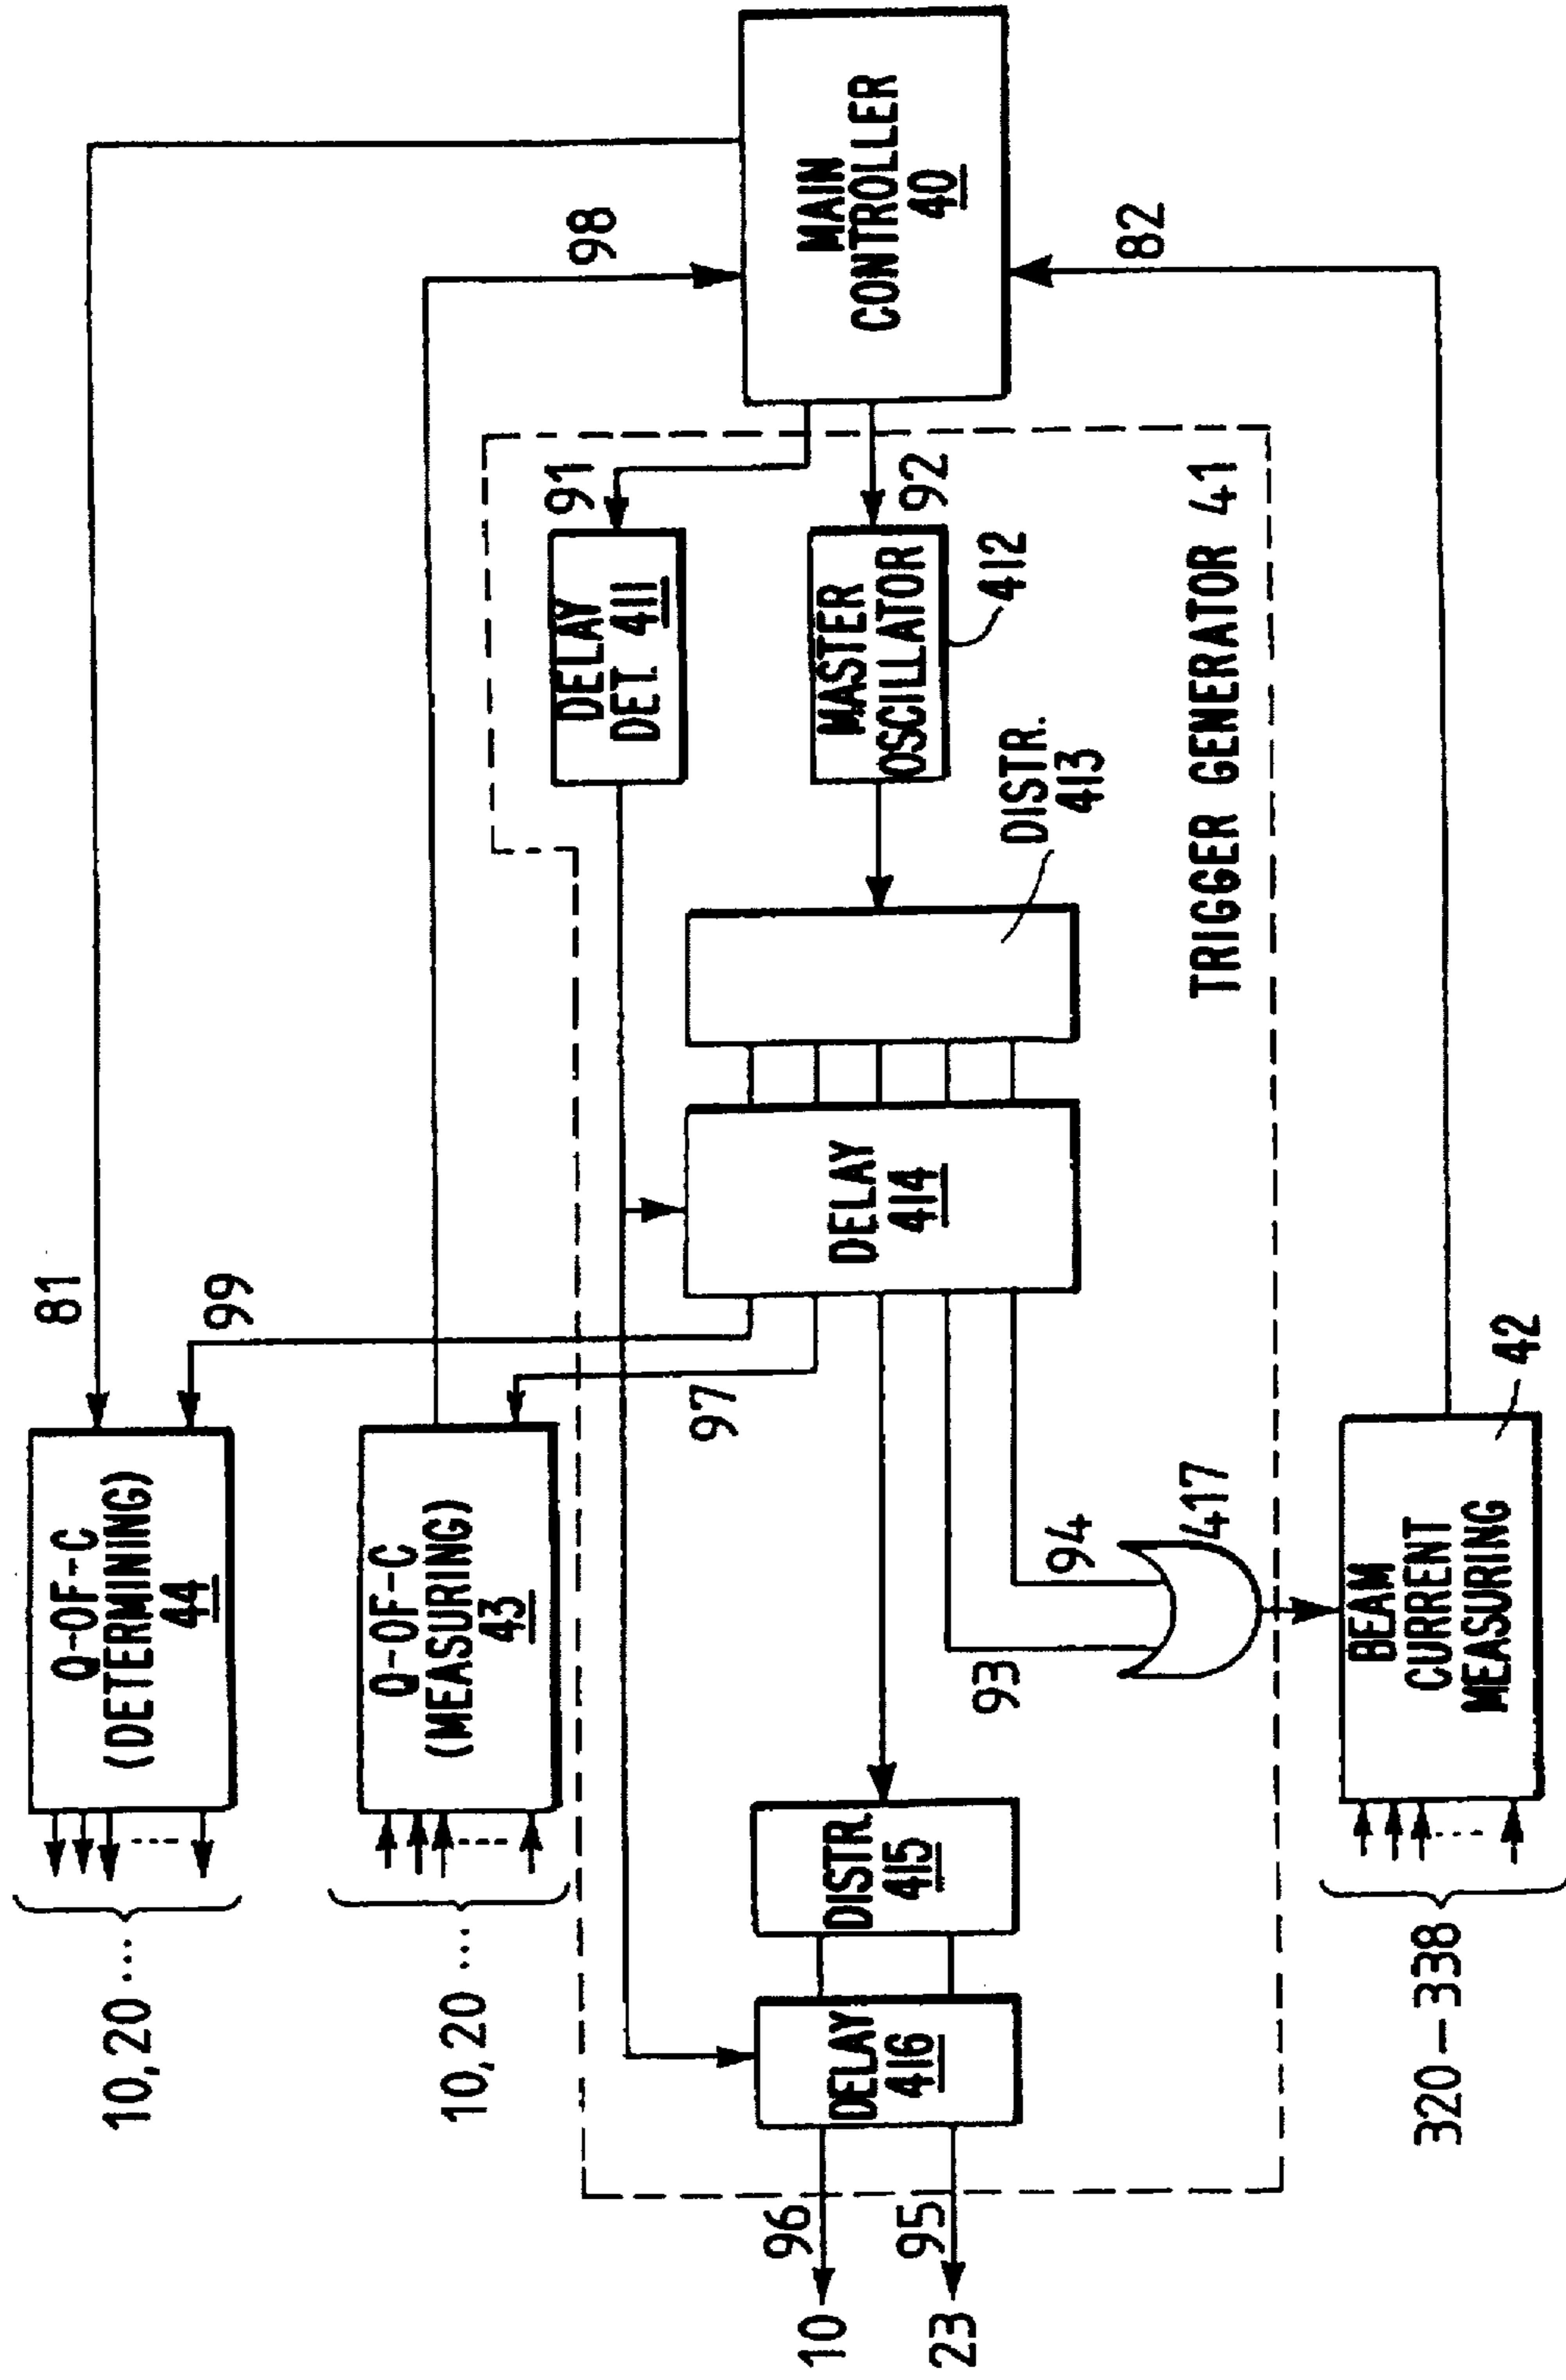 10, 20 ...
Q-OF-C
(DETERMINING)
44
81
99
10, 20 ...
Q-OF-C
(MEASURING)
43
98
97
DELAY
DET. 411
91
MAIN
CONTROLLER
40
96
10
95
23
DELAY
416
DISTR.
415
DELAY
414
DISTR.
413
MASTER
OSCILLATOR
412
92
93
94
417
TRIGGER GENERATOR 41
82
320-338
BEAM
CURRENT
MEASURING
42